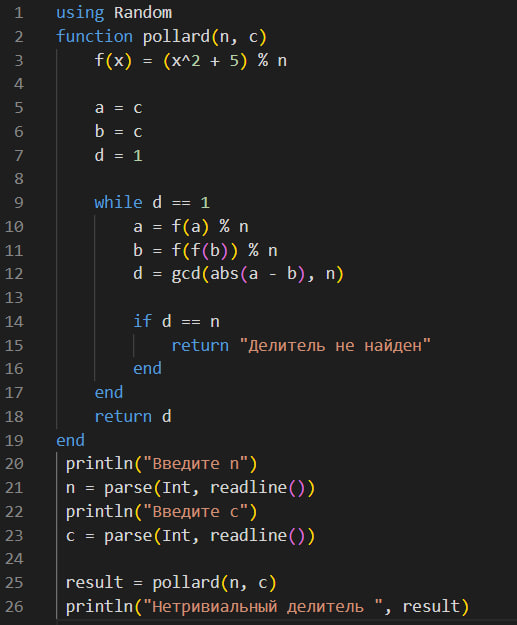 1 using Random
2 function pollard(n, c)
3     f(x) = (x^2 + 5) % n
4
5     a = c
6     b = c
7     d = 1
8
9     while d == 1
10         a = f(a) % n
11         b = f(f(b)) % n
12         d = gcd(abs(a - b), n)
13
14         if d == n
15             return "Делитель не найден"
16         end
17     end
18     return d
19 end
20  println("Введите n")
21  n = parse(Int, readline())
22  println("Введите c")
23  c = parse(Int, readline())
24
25  result = pollard(n, c)
26  println("Нетривиальный делитель ", result)